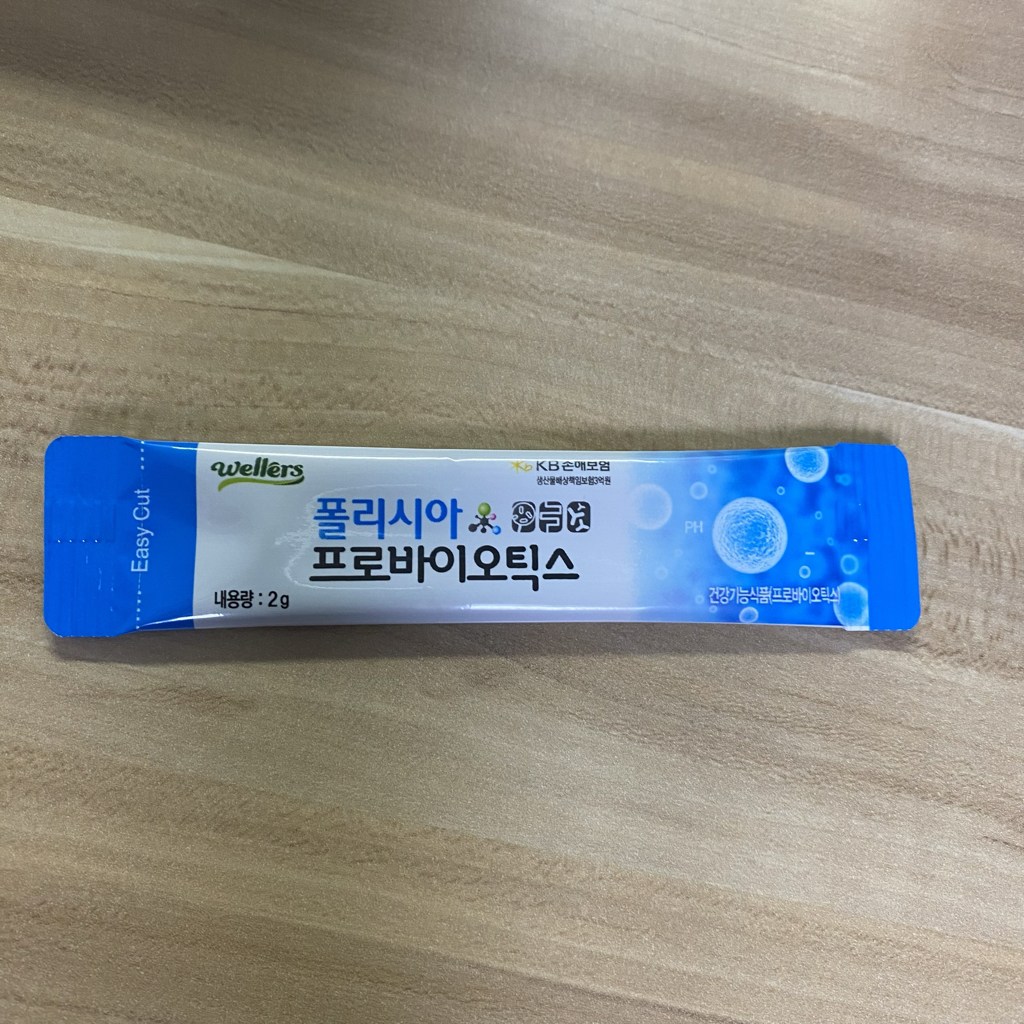 Easy Cut
wellers
KB손해보험
생산물배상책임보험3억원
폴리시아
프로바이오틱스
내용량 : 2g
PH
건강기능식품(프로바이오틱스)